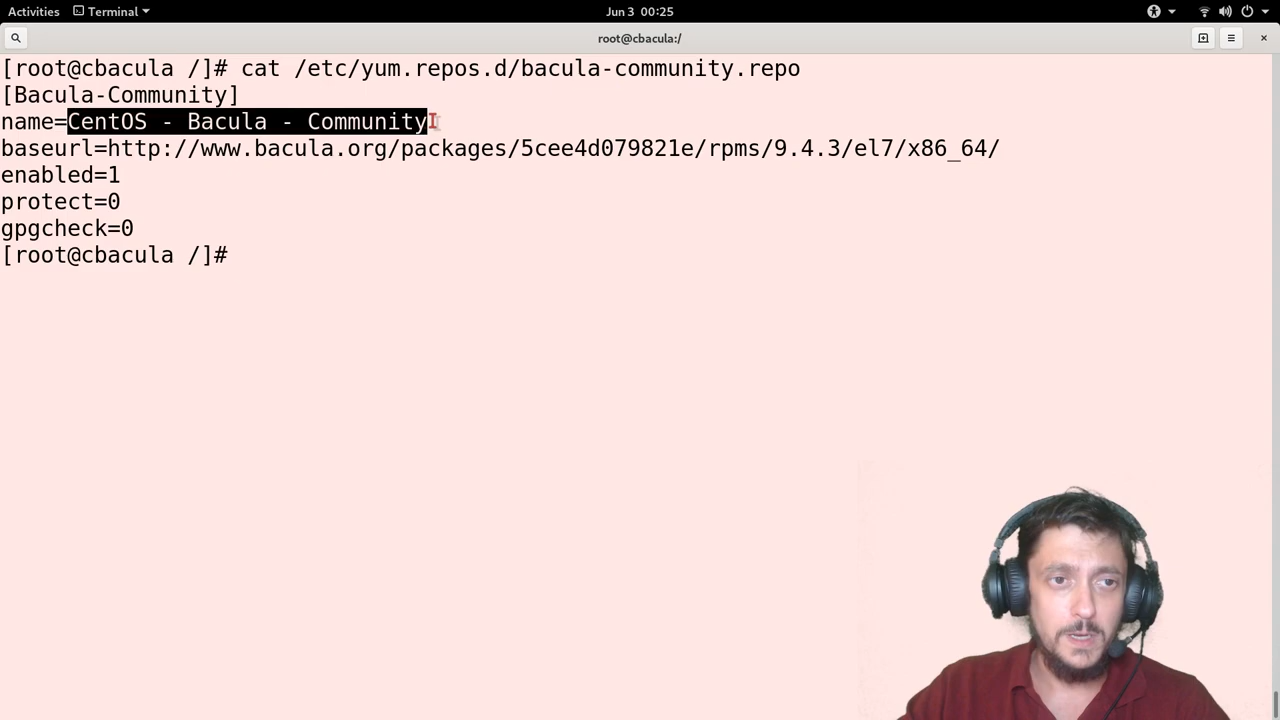 Activities
Terminal
Jun 3 00:25
root@cbacula:/
[root@cbacula /]# cat /etc/yum.repos.d/bacula-community.repo
[Bacula-Community]
name=CentOS - Bacula - Community
baseurl=http://www.bacula.org/packages/5cee4d079821e/rpms/9.4.3/el7/x86_64/
enabled=1
protect=0
gpgcheck=0
[root@cbacula /]#